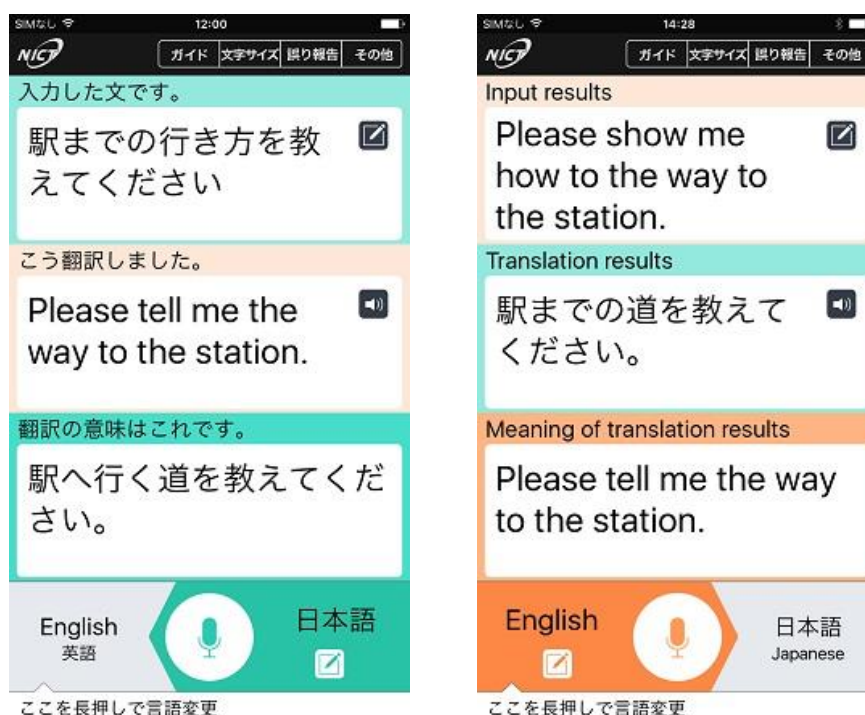 SIMなし 12:00
NICT ガイド 文字サイズ 誤り報告 その他
入力した文です。
駅までの行き方を教
えてください
こう翻訳しました。
Please tell me the
way to the station.
翻訳の意味はこれです。
駅へ行く道を教えてくだ
さい。
English
英語
日本語
ここを長押しで言語変更
SIMなし 14:28
NICT ガイド 文字サイズ 誤り報告 その他
Input results
Please show me
how to the way to
the station.
Translation results
駅までの道を教えて
ください。
Meaning of translation results
Please tell me the way
to the station.
English
日本語
Japanese
ここを長押しで言語変更